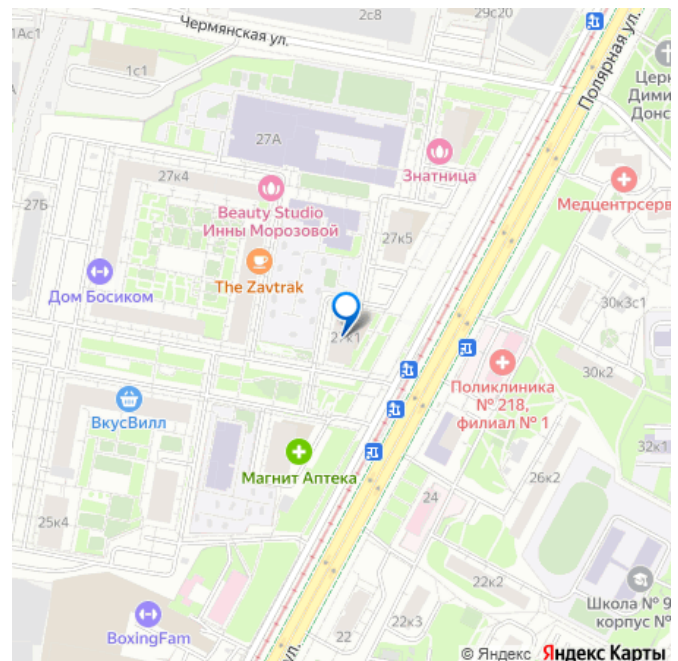 2с8
29с20
Чермянская ул.
1Ас1
1с1
Полярная ул.
Церк
Дими
Донс
27А
Знатница
27к4
Медцентрсерв
27Б
Beauty Studio
Инны Морозовой
27к5
The Zavtrak
Дом Босиком
30к3с1
27к1
30к2
Поликлиника
№ 218,
филиал № 1
ВкусВилл
32к1
Магнит Аптека
26к2
24
25к4
22к2
Школа № 9
корпус №
BoxingFam
22к3
22
ул.
© Яндекс Яндекс Карты